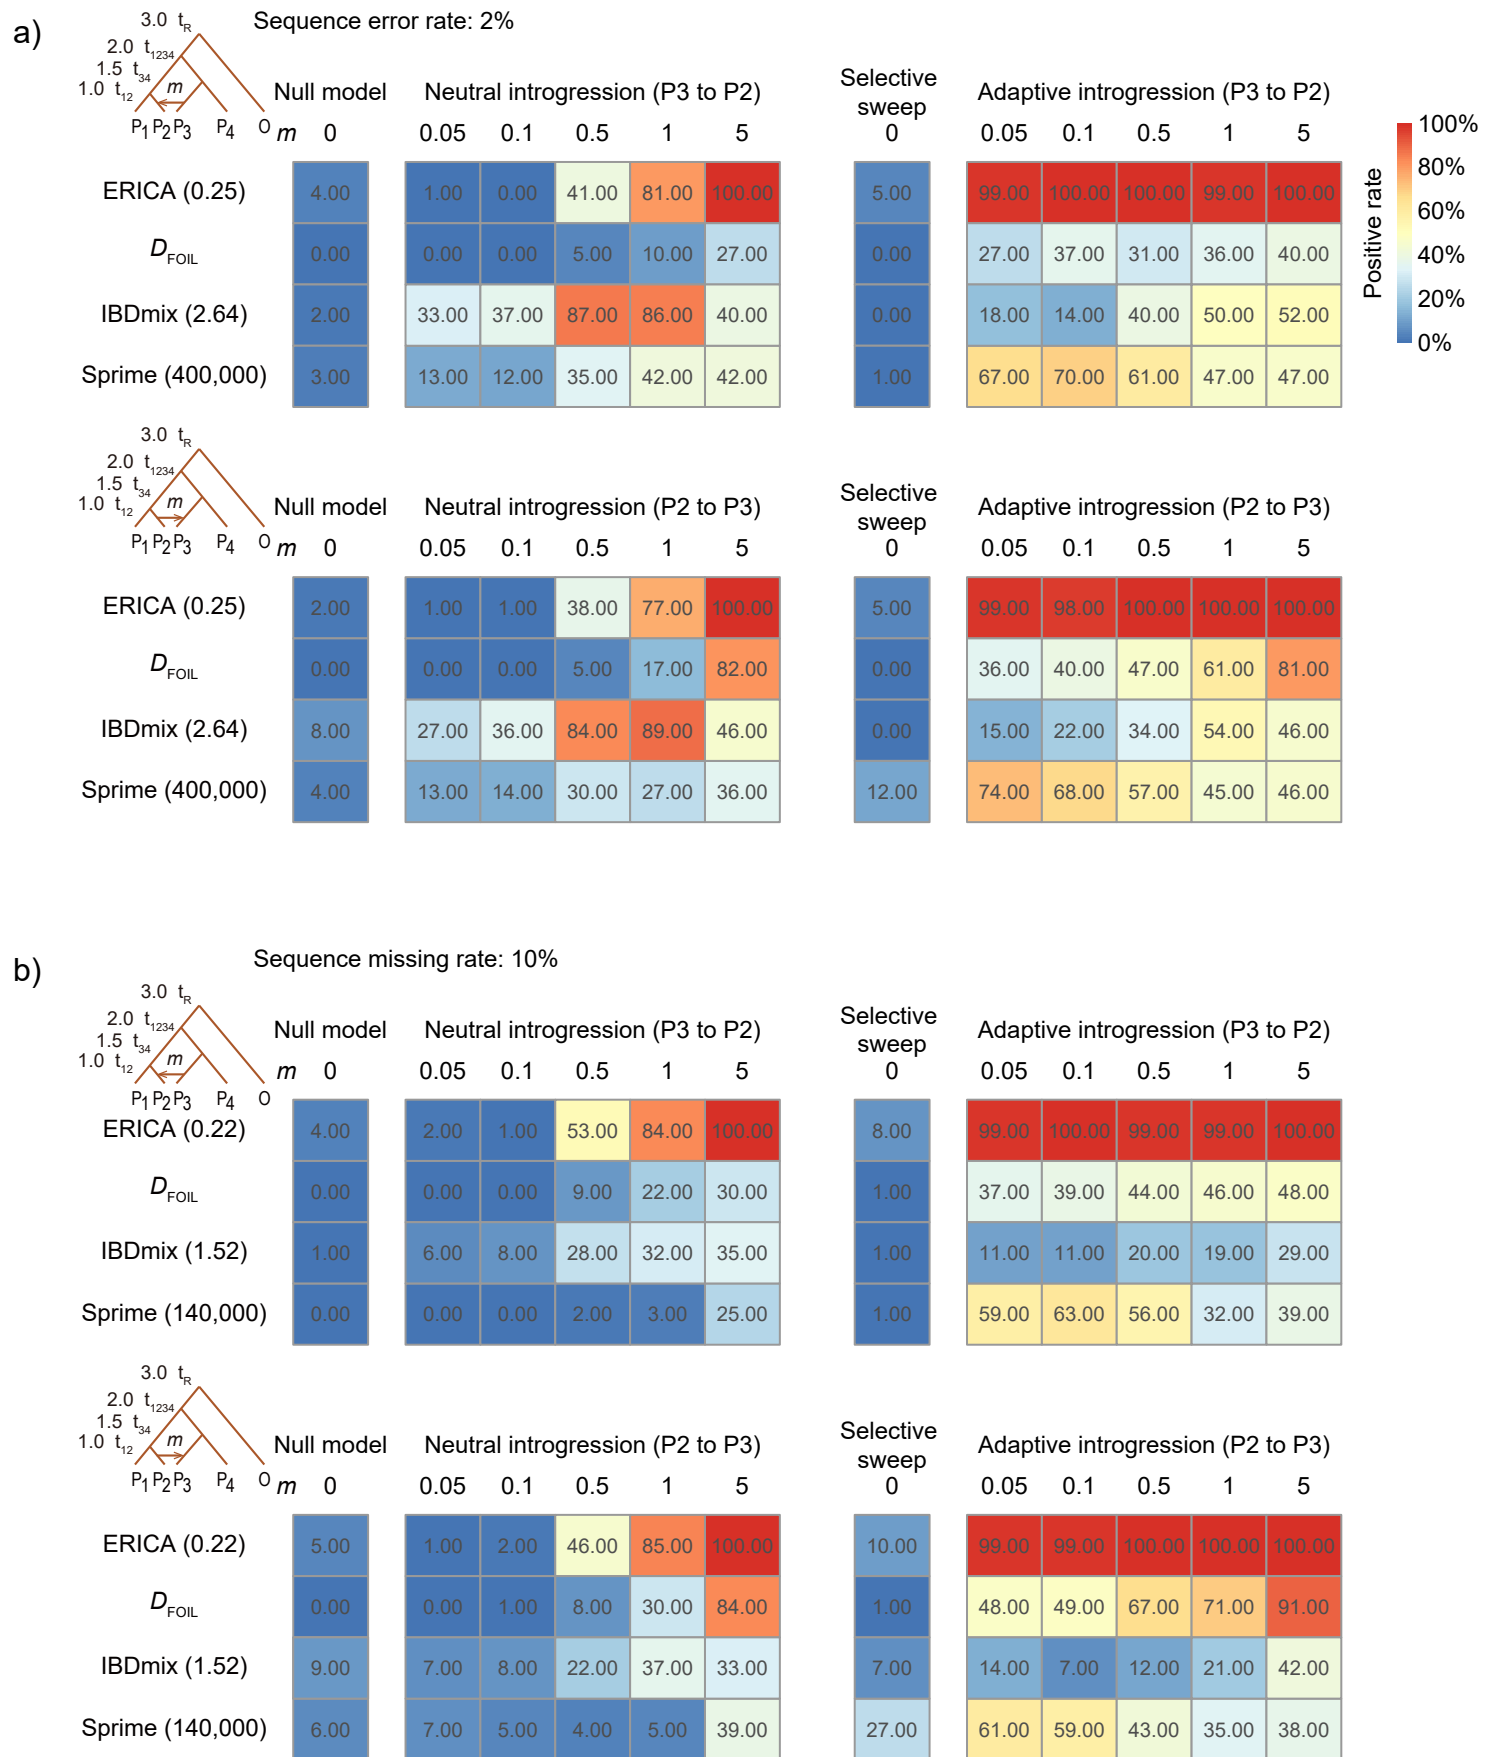 a)
Sequence error rate: 2%
3.0 tR
2.0 t1234
1.5 t34
1.0 t12
m
P1 P2 P3 P4 O
Null model
Neutral introgression (P3 to P2)
Selective
sweep
Adaptive introgression (P3 to P2)
m 0 0.05 0.1 0.5 1 5 0 0.05 0.1 0.5 1 5
ERICA (0.25) 4.00 1.00 0.00 41.00 81.00 100.00 5.00 99.00 100.00 100.00 99.00 100.00
DFOIL 0.00 0.00 0.00 5.00 10.00 27.00 0.00 27.00 37.00 31.00 36.00 40.00
IBDmix (2.64) 2.00 33.00 37.00 87.00 86.00 40.00 0.00 18.00 14.00 40.00 50.00 52.00
Sprime (400,000) 3.00 13.00 12.00 35.00 42.00 42.00 1.00 67.00 70.00 61.00 47.00 47.00
Positive rate
100%
80%
60%
40%
20%
0%
3.0 tR
2.0 t1234
1.5 t34
1.0 t12
m
P1 P2 P3 P4 O
Null model
Neutral introgression (P2 to P3)
Selective
sweep
Adaptive introgression (P2 to P3)
m 0 0.05 0.1 0.5 1 5 0 0.05 0.1 0.5 1 5
ERICA (0.25) 2.00 1.00 1.00 38.00 77.00 100.00 5.00 99.00 98.00 100.00 100.00 100.00
DFOIL 0.00 0.00 0.00 5.00 17.00 82.00 0.00 36.00 40.00 47.00 61.00 81.00
IBDmix (2.64) 8.00 27.00 36.00 84.00 89.00 46.00 0.00 15.00 22.00 34.00 54.00 46.00
Sprime (400,000) 4.00 13.00 14.00 30.00 27.00 36.00 12.00 74.00 68.00 57.00 45.00 46.00
b)
Sequence missing rate: 10%
3.0 tR
2.0 t1234
1.5 t34
1.0 t12
m
P1 P2 P3 P4 O
Null model
Neutral introgression (P3 to P2)
Selective
sweep
Adaptive introgression (P3 to P2)
m 0 0.05 0.1 0.5 1 5 0 0.05 0.1 0.5 1 5
ERICA (0.22) 4.00 2.00 1.00 53.00 84.00 100.00 8.00 99.00 100.00 99.00 99.00 100.00
DFOIL 0.00 0.00 0.00 9.00 22.00 30.00 1.00 37.00 39.00 44.00 46.00 48.00
IBDmix (1.52) 1.00 6.00 8.00 28.00 32.00 35.00 1.00 11.00 11.00 20.00 19.00 29.00
Sprime (140,000) 0.00 0.00 0.00 2.00 3.00 25.00 1.00 59.00 63.00 56.00 32.00 39.00
3.0 tR
2.0 t1234
1.5 t34
1.0 t12
m
P1 P2 P3 P4 O
Null model
Neutral introgression (P2 to P3)
Selective
sweep
Adaptive introgression (P2 to P3)
m 0 0.05 0.1 0.5 1 5 0 0.05 0.1 0.5 1 5
ERICA (0.22) 5.00 1.00 2.00 46.00 85.00 100.00 10.00 99.00 99.00 100.00 100.00 100.00
DFOIL 0.00 0.00 1.00 8.00 30.00 84.00 1.00 48.00 49.00 67.00 71.00 91.00
IBDmix (1.52) 9.00 7.00 8.00 22.00 37.00 33.00 7.00 14.00 7.00 12.00 21.00 42.00
Sprime (140,000) 6.00 7.00 5.00 4.00 5.00 39.00 27.00 61.00 59.00 43.00 35.00 38.00